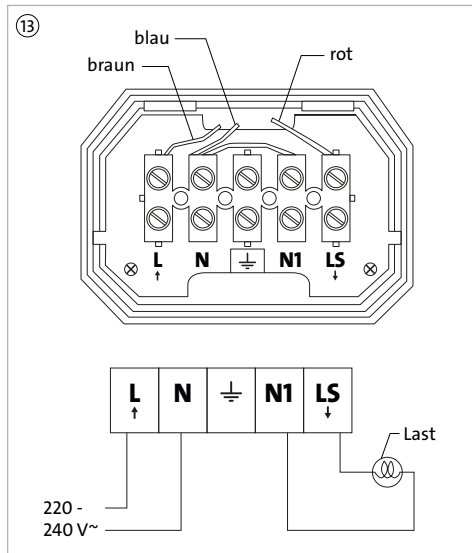 13
blau
braun
rot
L N N1 LS
↑ ↓
L N N1 LS
↑ ↓
Last
220 -
240 V~